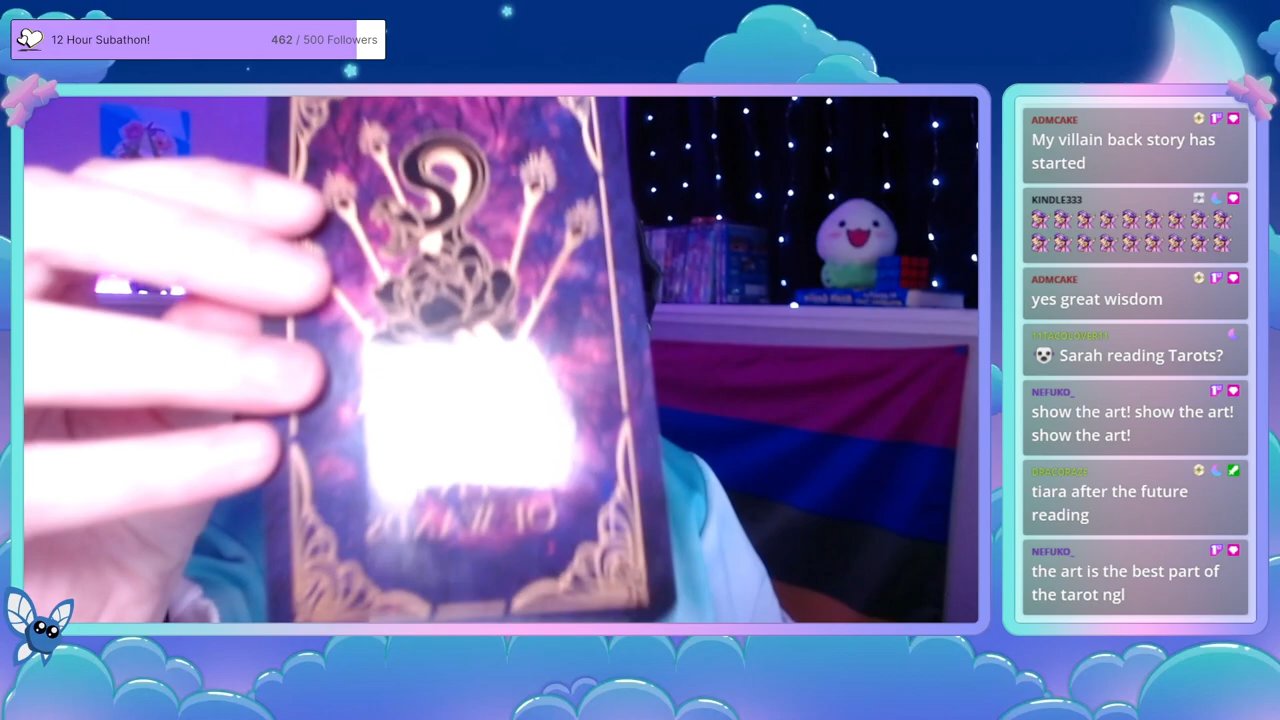 12 Hour Subathon!
462 / 500 Followers
ADMCAKE
My villain back story has
started
KINDLE333
ADMCAKE
yes great wisdom
Sarah reading Tarots?
NEFUKO_
show the art! show the art!
show the art!
DRACOPAZE
tiara after the future
reading
NEFUKO_
the art is the best part of
the tarot ngl